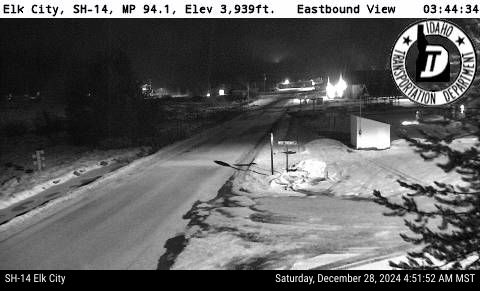 Elk City, SH-14, MP 94.1, Elev 3,939ft. Eastbound View 03:44:34
IDAHO
TRANSPORTATION DEPARTMENT
SH-14 Elk City Saturday, December 28, 2024 4:51:52 AM MST